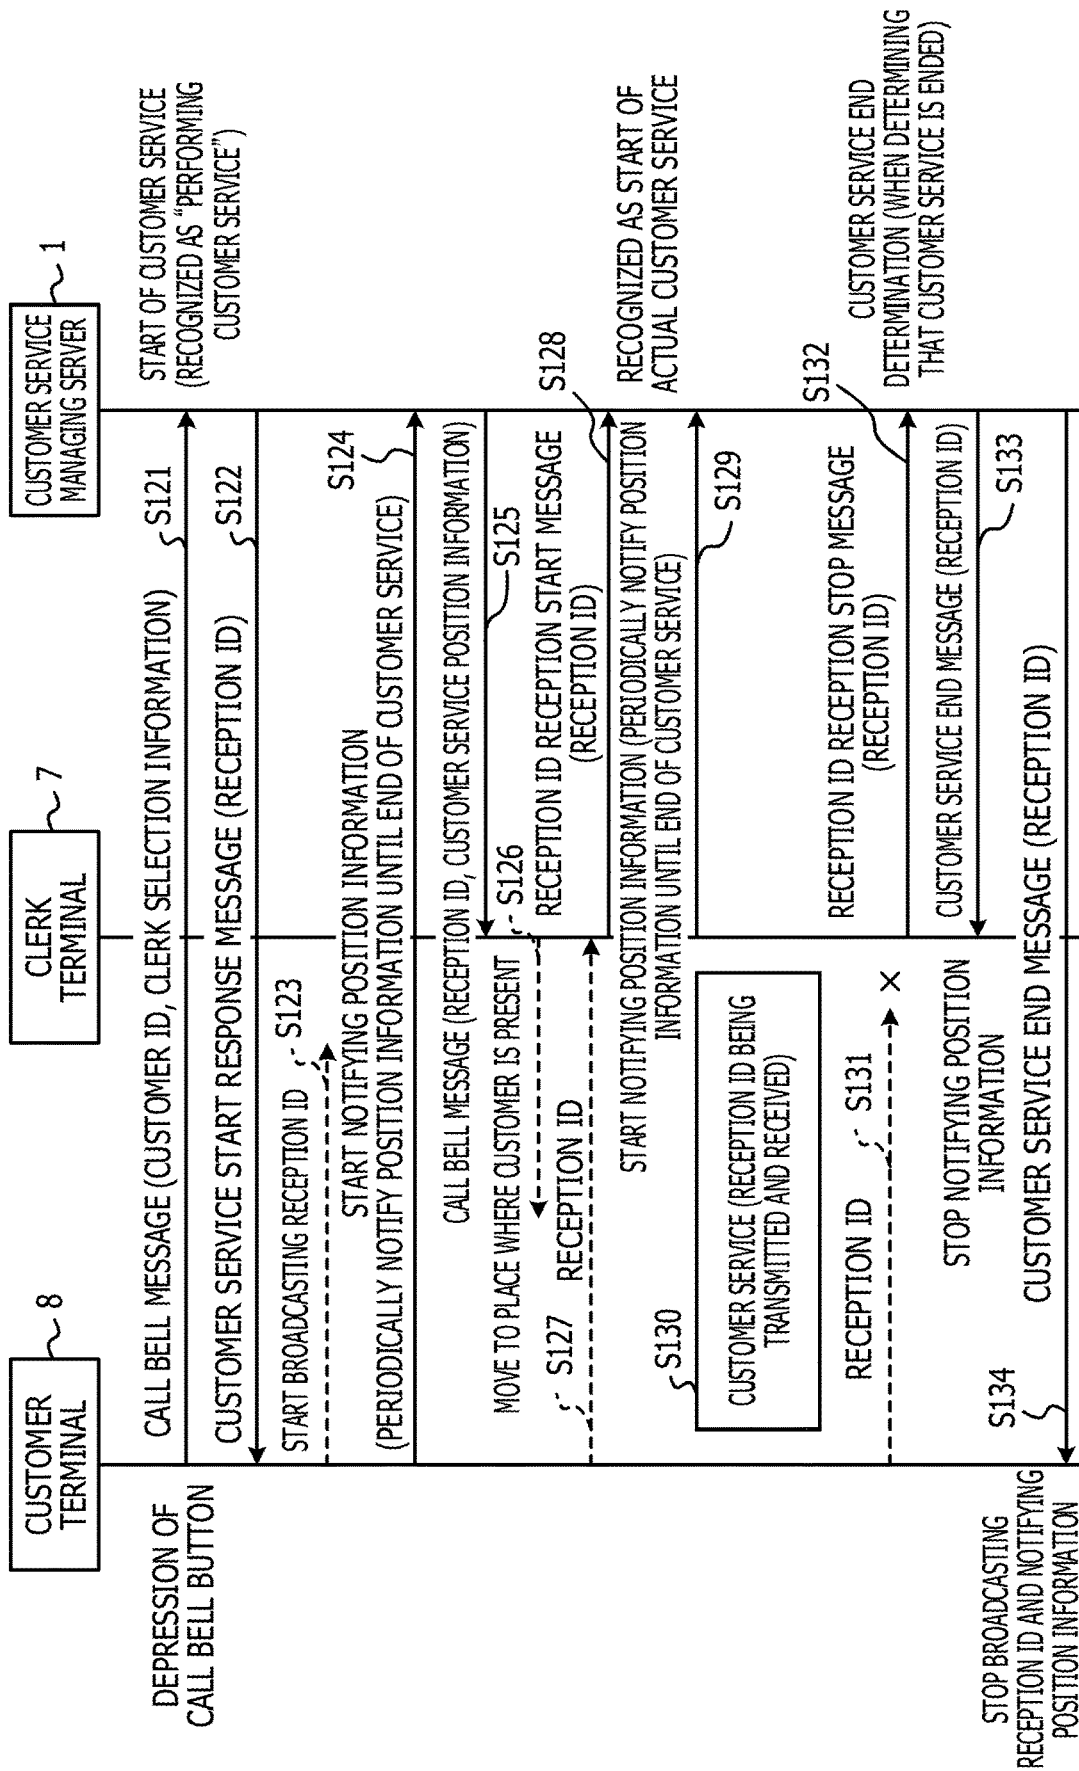 CUSTOMER
TERMINAL
8
CLERK
TERMINAL
7
CUSTOMER SERVICE
MANAGING SERVER
1
DEPRESSION OF
CALL BELL BUTTON
CALL BELL MESSAGE (CUSTOMER ID, CLERK SELECTION INFORMATION)
S121
START OF CUSTOMER SERVICE
(RECOGNIZED AS “PERFORMING
CUSTOMER SERVICE”)
CUSTOMER SERVICE START RESPONSE MESSAGE (RECEPTION ID)
S122
START BROADCASTING RECEPTION ID
S123
START NOTIFYING POSITION INFORMATION
(PERIODICALLY NOTIFY POSITION INFORMATION UNTIL END OF CUSTOMER SERVICE)
S124
CALL BELL MESSAGE (RECEPTION ID, CUSTOMER SERVICE POSITION INFORMATION)
S125
MOVE TO PLACE WHERE CUSTOMER IS PRESENT
S126
S127
RECEPTION ID
RECEPTION ID RECEPTION START MESSAGE
(RECEPTION ID)
S128
RECOGNIZED AS START OF
ACTUAL CUSTOMER SERVICE
START NOTIFYING POSITION INFORMATION (PERIODICALLY NOTIFY POSITION
INFORMATION UNTIL END OF CUSTOMER SERVICE)
S129
S130
CUSTOMER SERVICE (RECEPTION ID BEING
TRANSMITTED AND RECEIVED)
RECEPTION ID
S131
×
RECEPTION ID RECEPTION STOP MESSAGE
(RECEPTION ID)
S132
CUSTOMER SERVICE END
DETERMINATION (WHEN DETERMINING
THAT CUSTOMER SERVICE IS ENDED)
STOP NOTIFYING POSITION
INFORMATION
CUSTOMER SERVICE END MESSAGE (RECEPTION ID)
S133
STOP BROADCASTING
RECEPTION ID AND NOTIFYING
POSITION INFORMATION
S134
CUSTOMER SERVICE END MESSAGE (RECEPTION ID)